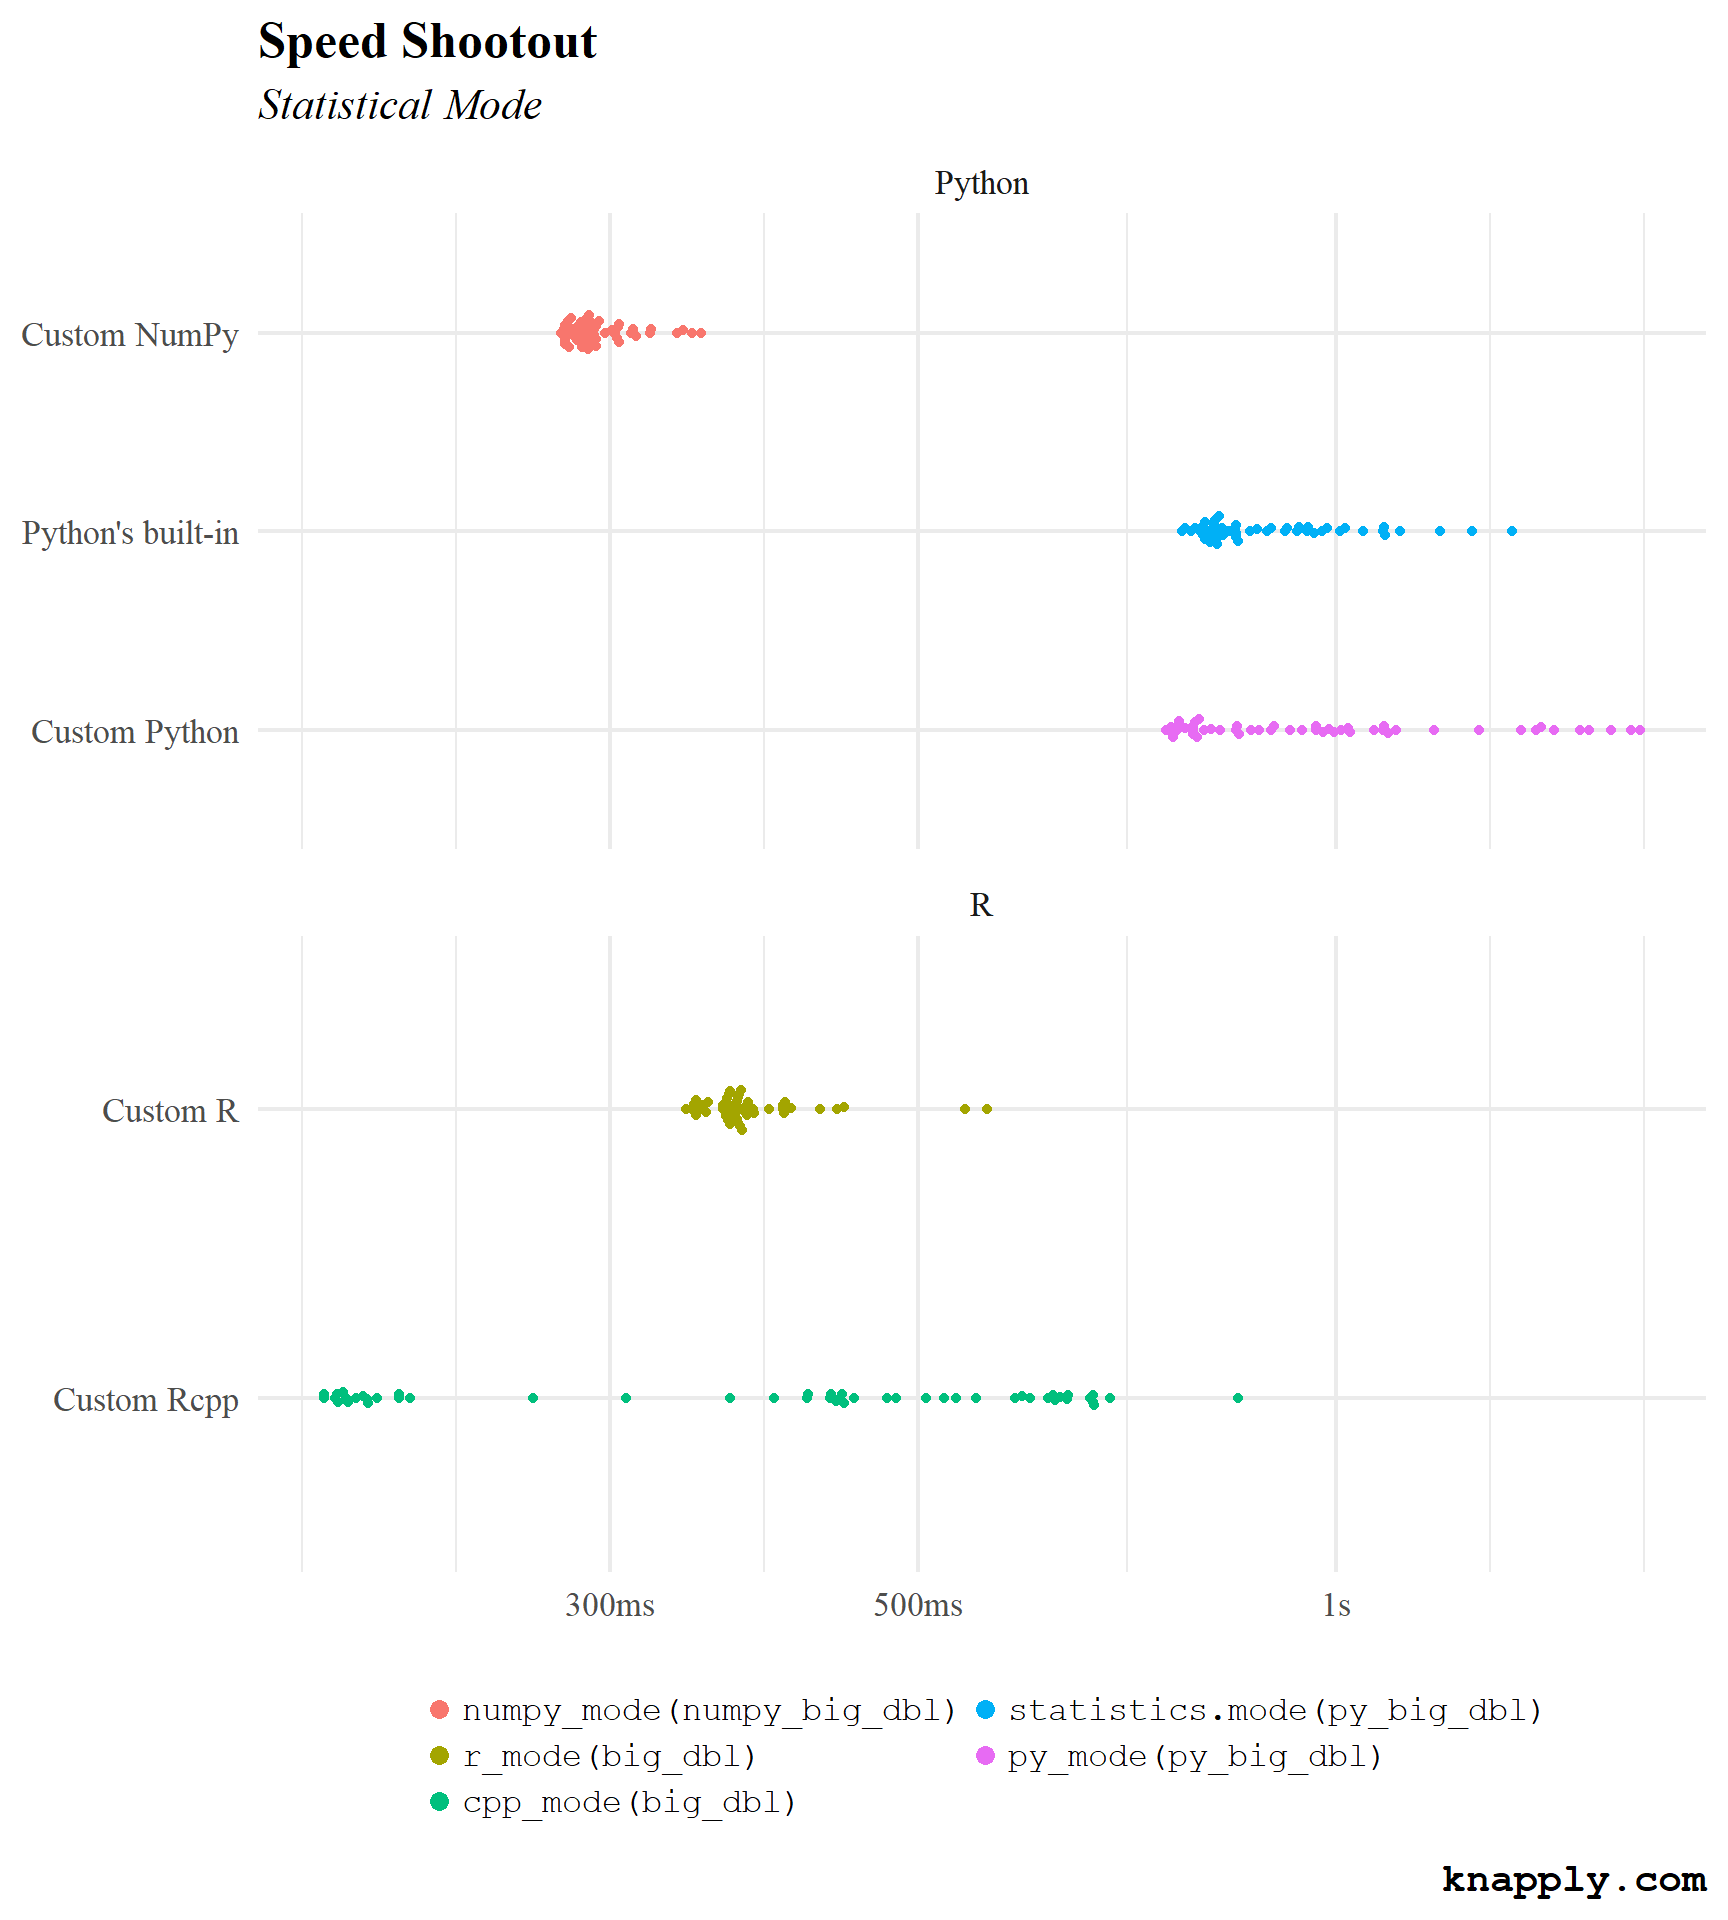 Speed Shootout
Statistical Mode
Python
Custom NumPy
Python's built-in
Custom Python
R
Custom R
Custom Rcpp
300ms 500ms 1s
numpy_mode(numpy_big_dbl) statistics.mode(py_big_dbl)
r_mode(big_dbl) py_mode(py_big_dbl)
cpp_mode(big_dbl)
knapply.com